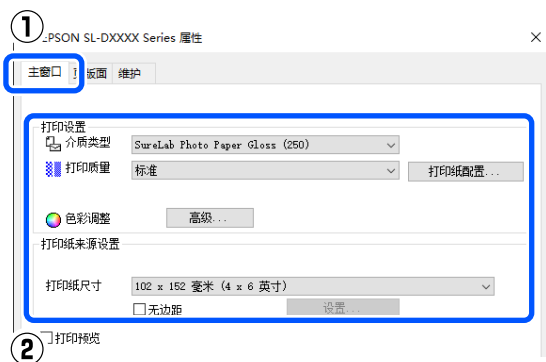 ①
EPSON SL-DXXXX Series 属性
主窗口 版面 维护
打印设置
介质类型 SureLab Photo Paper Gloss (250)
打印质量 标准 打印纸配置...
色彩调整 高级...
打印纸来源设置
打印纸尺寸 102 x 152 毫米 (4 x 6 英寸)
无边距 设置...
打印预览
②